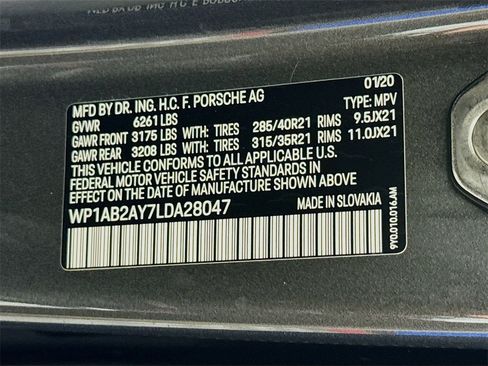 01/20
MFD BY DR. ING. H.C. F. PORSCHE AG
GVWR 6261 LBS TYPE: MPV
GAWR FRONT 3175 LBS WITH: TIRES 285/40R21 RIMS 9.5JX21
GAWR REAR 3208 LBS WITH: TIRES 315/35R21 RIMS 11.0JX21
THIS VEHICLE CONFORMS TO ALL APPLICABLE U.S.
FEDERAL MOTOR VEHICLE SAFETY STANDARDS IN
EFFECT ON THE DATE OF MANUFACTURE SHOWN ABOVE.
WP1AB2AY7LDA28047
MADE IN SLOVAKIA
9Y0.010.016.AM